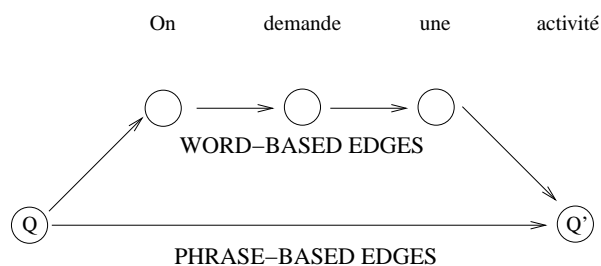 On demande une activité
WORD–BASED EDGES
Q Q'
PHRASE–BASED EDGES